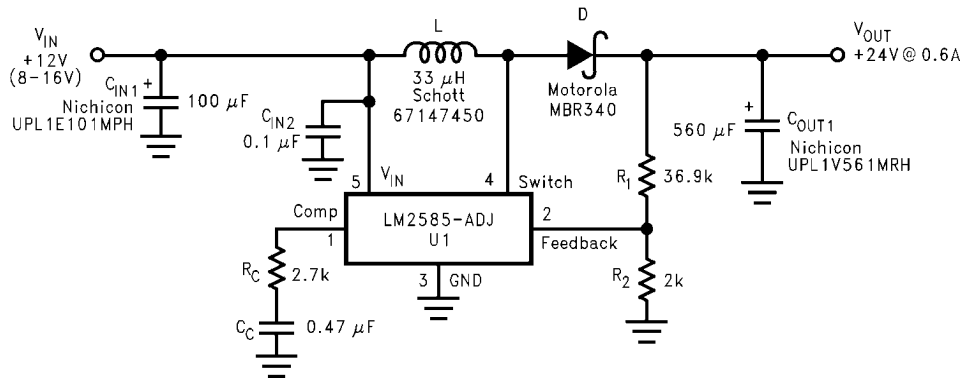 V_IN
+12V
(8-16V)
C_IN1 +
Nichicon
UPL1E101MPH
100 μF
C_IN2
0.1 μF
L
33 μH
Schott
67147450
D
Motorola
MBR340
V_OUT
+24V @ 0.6A
560 μF
+
C_OUT1
Nichicon
UPL1V561MRH
R_1
36.9k
R_2
2k
5
V_IN
4
Switch
Comp
1
LM2585-ADJ
U1
2
Feedback
3
GND
R_C
2.7k
C_C
0.47 μF